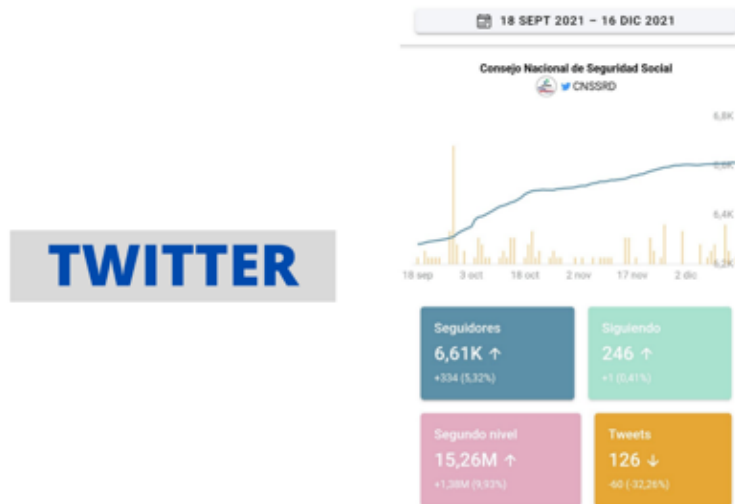 TWITTER
18 SEPT 2021 – 16 DIC 2021
Consejo Nacional de Seguridad Social
CNSSRD
6,8K
6,6K
6,4K
6,2K
18 sep 3 oct 18 oct 2 nov 17 nov 2 dic
Seguidores
6,61K ↑
+334 (5,32%)
Siguiendo
246 ↑
+1 (0,41%)
Segundo nivel
15,26M ↑
+1,38M (9,93%)
Tweets
126 ↓
-60 (-32,26%)